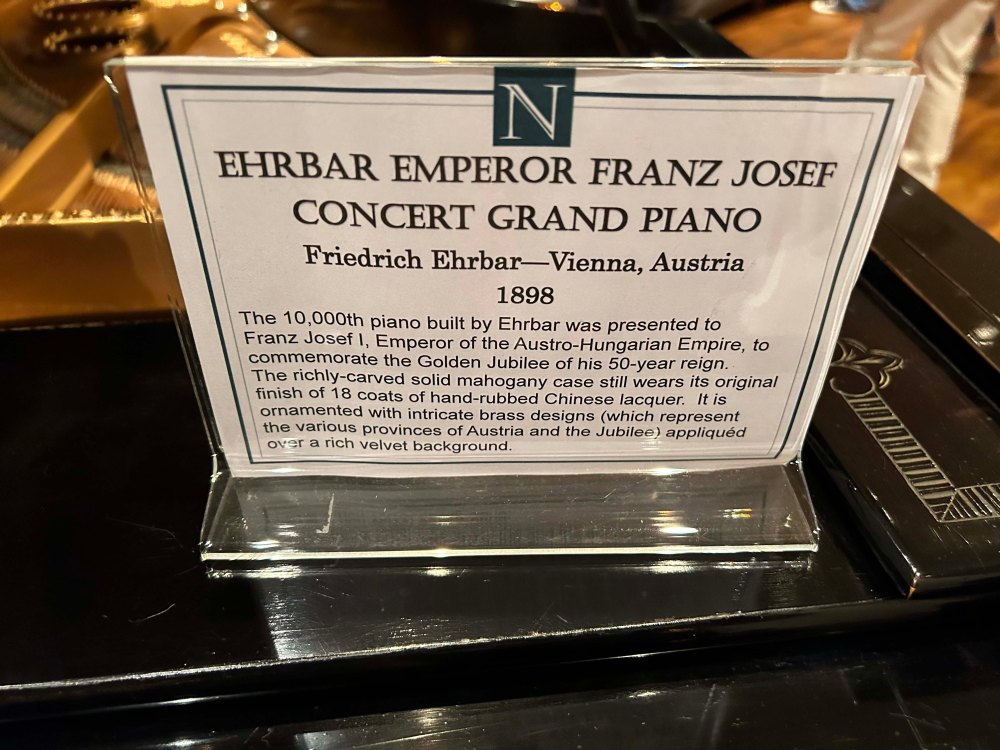 N
EHRBAR EMPEROR FRANZ JOSEF
CONCERT GRAND PIANO
Friedrich Ehrbar—Vienna, Austria
1898
The 10,000th piano built by Ehrbar was presented to
Franz Josef I, Emperor of the Austro-Hungarian Empire, to
commemorate the Golden Jubilee of his 50-year reign.
The richly-carved solid mahogany case still wears its original
finish of 18 coats of hand-rubbed Chinese lacquer.  It is
ornamented with intricate brass designs (which represent
the various provinces of Austria and the Jubilee) appliquéd
over a rich velvet background.